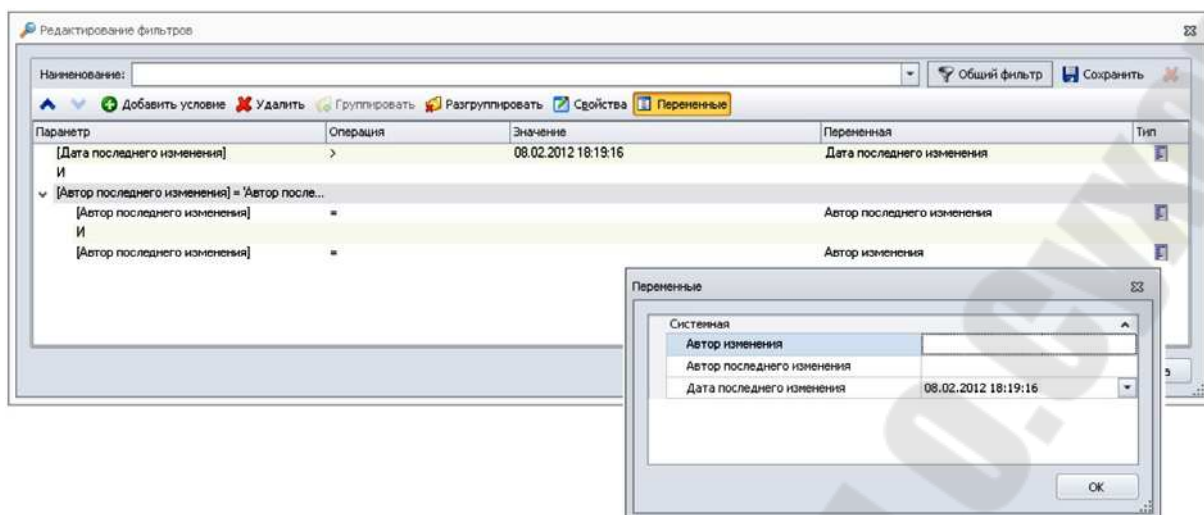 Редактирование фильтров
Наименование: Общий фильтр Сохранить
Добавить условие Удалить Группировать Разгруппировать Свойства Переменные
Параметр Операция Значение Переменная Тип
[Дата последнего изменения] > 08.02.2012 18:19:16 Дата последнего изменения
И
[Автор последнего изменения] = 'Автор после...
[Автор последнего изменения] = Автор последнего изменения
И
[Автор последнего изменения] = Автор изменения
Переменные
Системная
Автор изменения
Автор последнего изменения
Дата последнего изменения 08.02.2012 18:19:16
OK